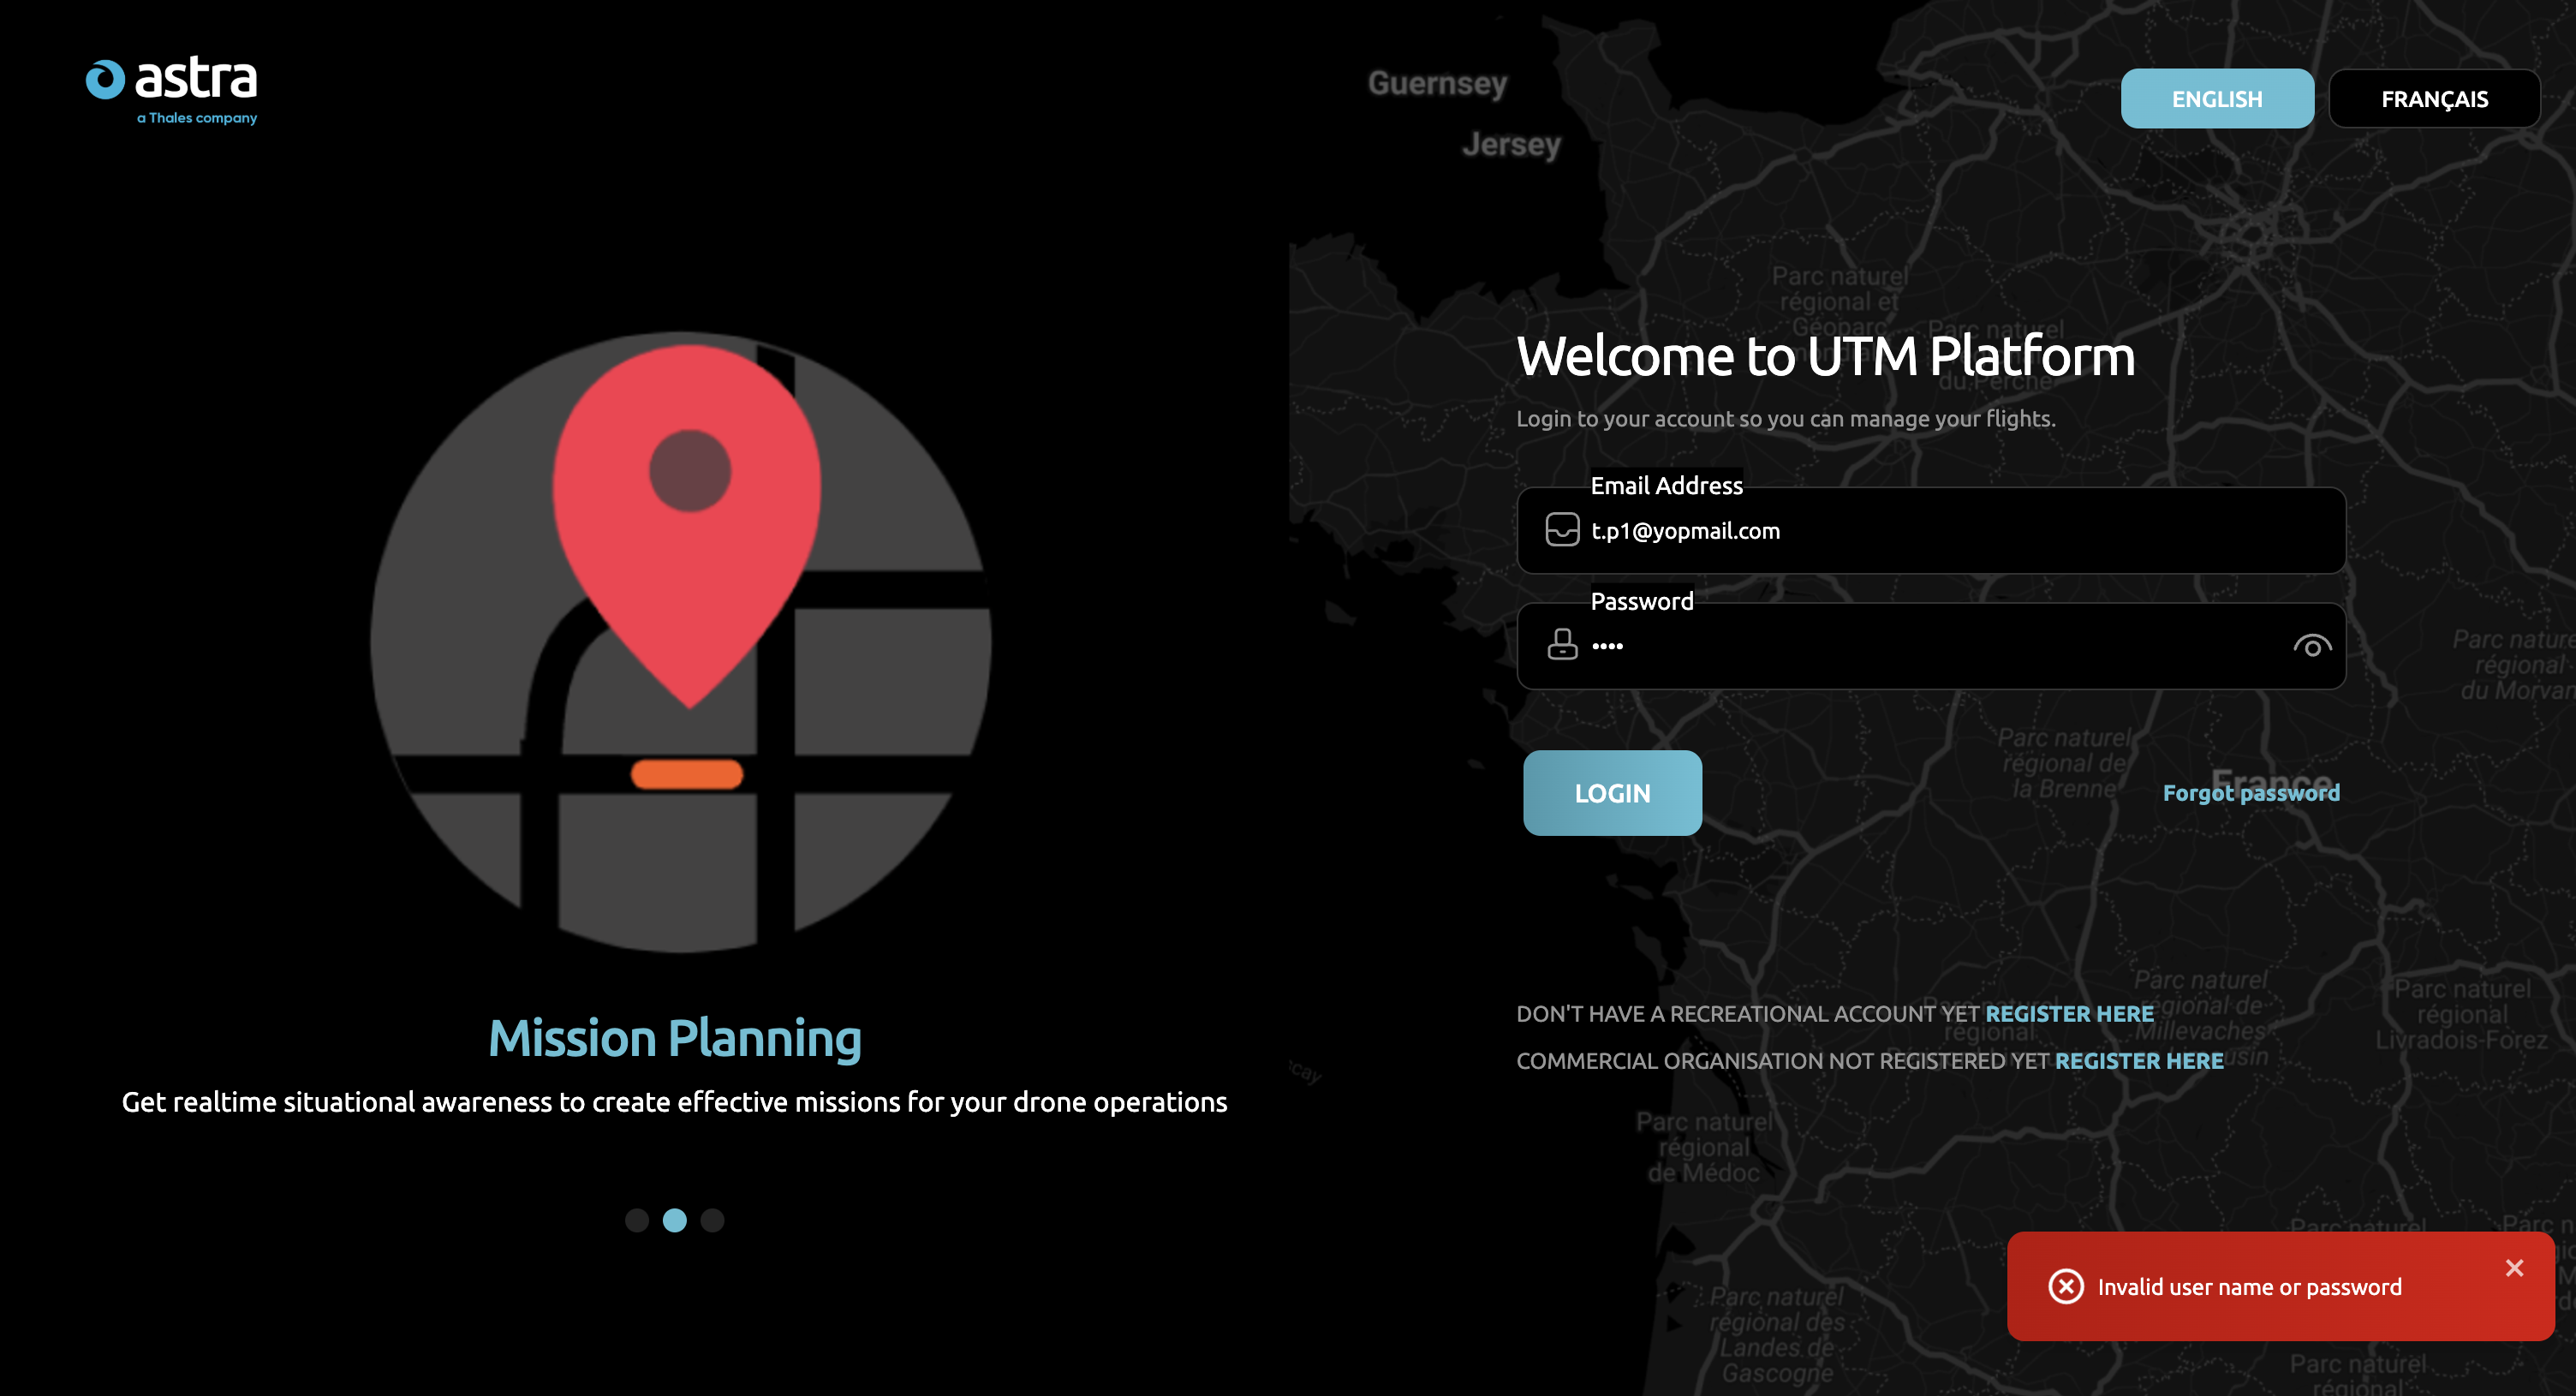 astra
a Thales company
Guernsey
Jersey
ENGLISH
FRANÇAIS
Parc naturel
régional et
Géoparc
Parc naturel
du Perche
Welcome to UTM Platform
Login to your account so you can manage your flights.
Email Address
t.p1@yopmail.com
Password
••••
Parc nature
régional
du Morvan
Parc naturel
régional de
la Brenne
France
LOGIN
Forgot password
Parc naturel
régional de
Millevaches
Parc naturel
régional
Livradois-Forez
Parc naturel
régional
DON'T HAVE A RECREATIONAL ACCOUNT YET REGISTER HERE
COMMERCIAL ORGANISATION NOT REGISTERED YET REGISTER HERE
Mission Planning
Get realtime situational awareness to create effective missions for your drone operations
Parc naturel
régional
de Médoc
Parc naturel
Parc n
Invalid user name or password
Parc naturel
régional des
Landes de
Gascogne
Parc naturel
régional